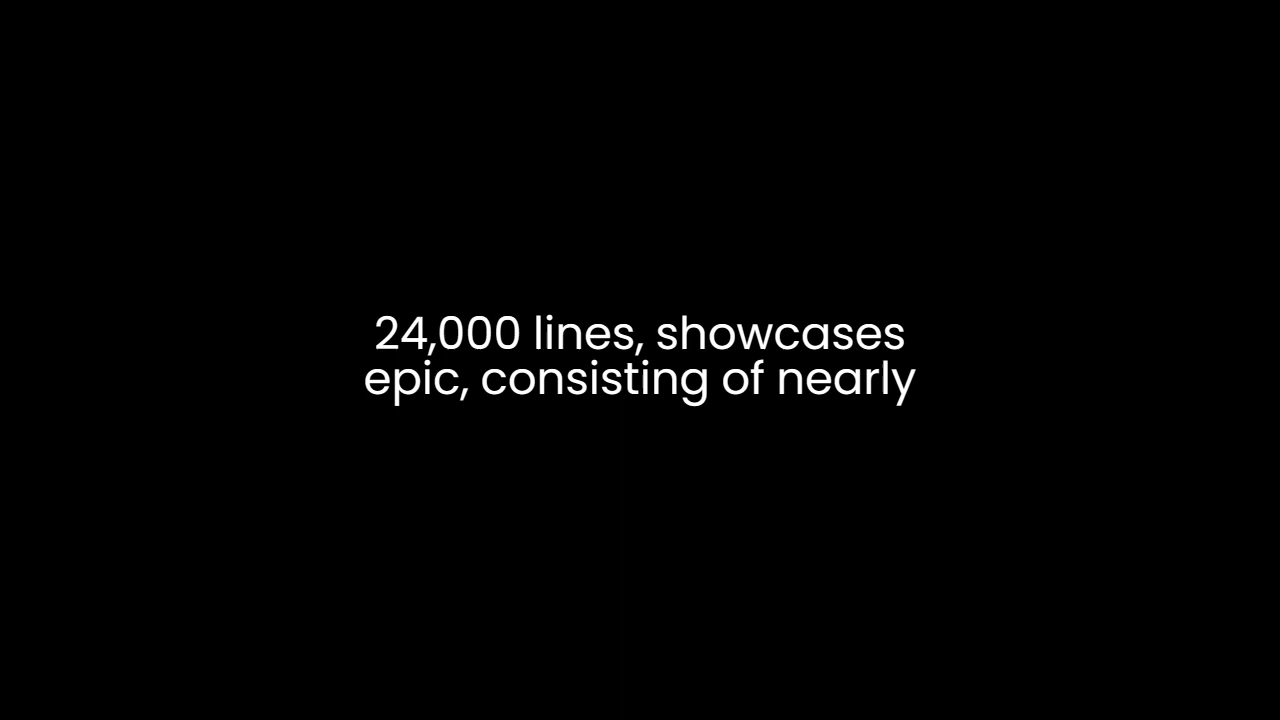 24,000 lines, showcases
epic, consisting of nearly